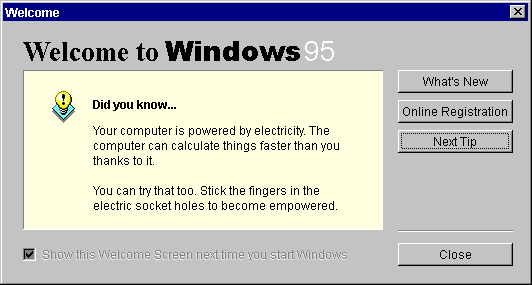 Welcome
Welcome to Windows 95
What's New
Did you know...
Online Registration
Your computer is powered by electricity. The
computer can calculate things faster than you
thanks to it.
Next Tip
You can try that too. Stick the fingers in the
electric socket holes to become empowered.
Show this Welcome Screen next time you start Windows
Close